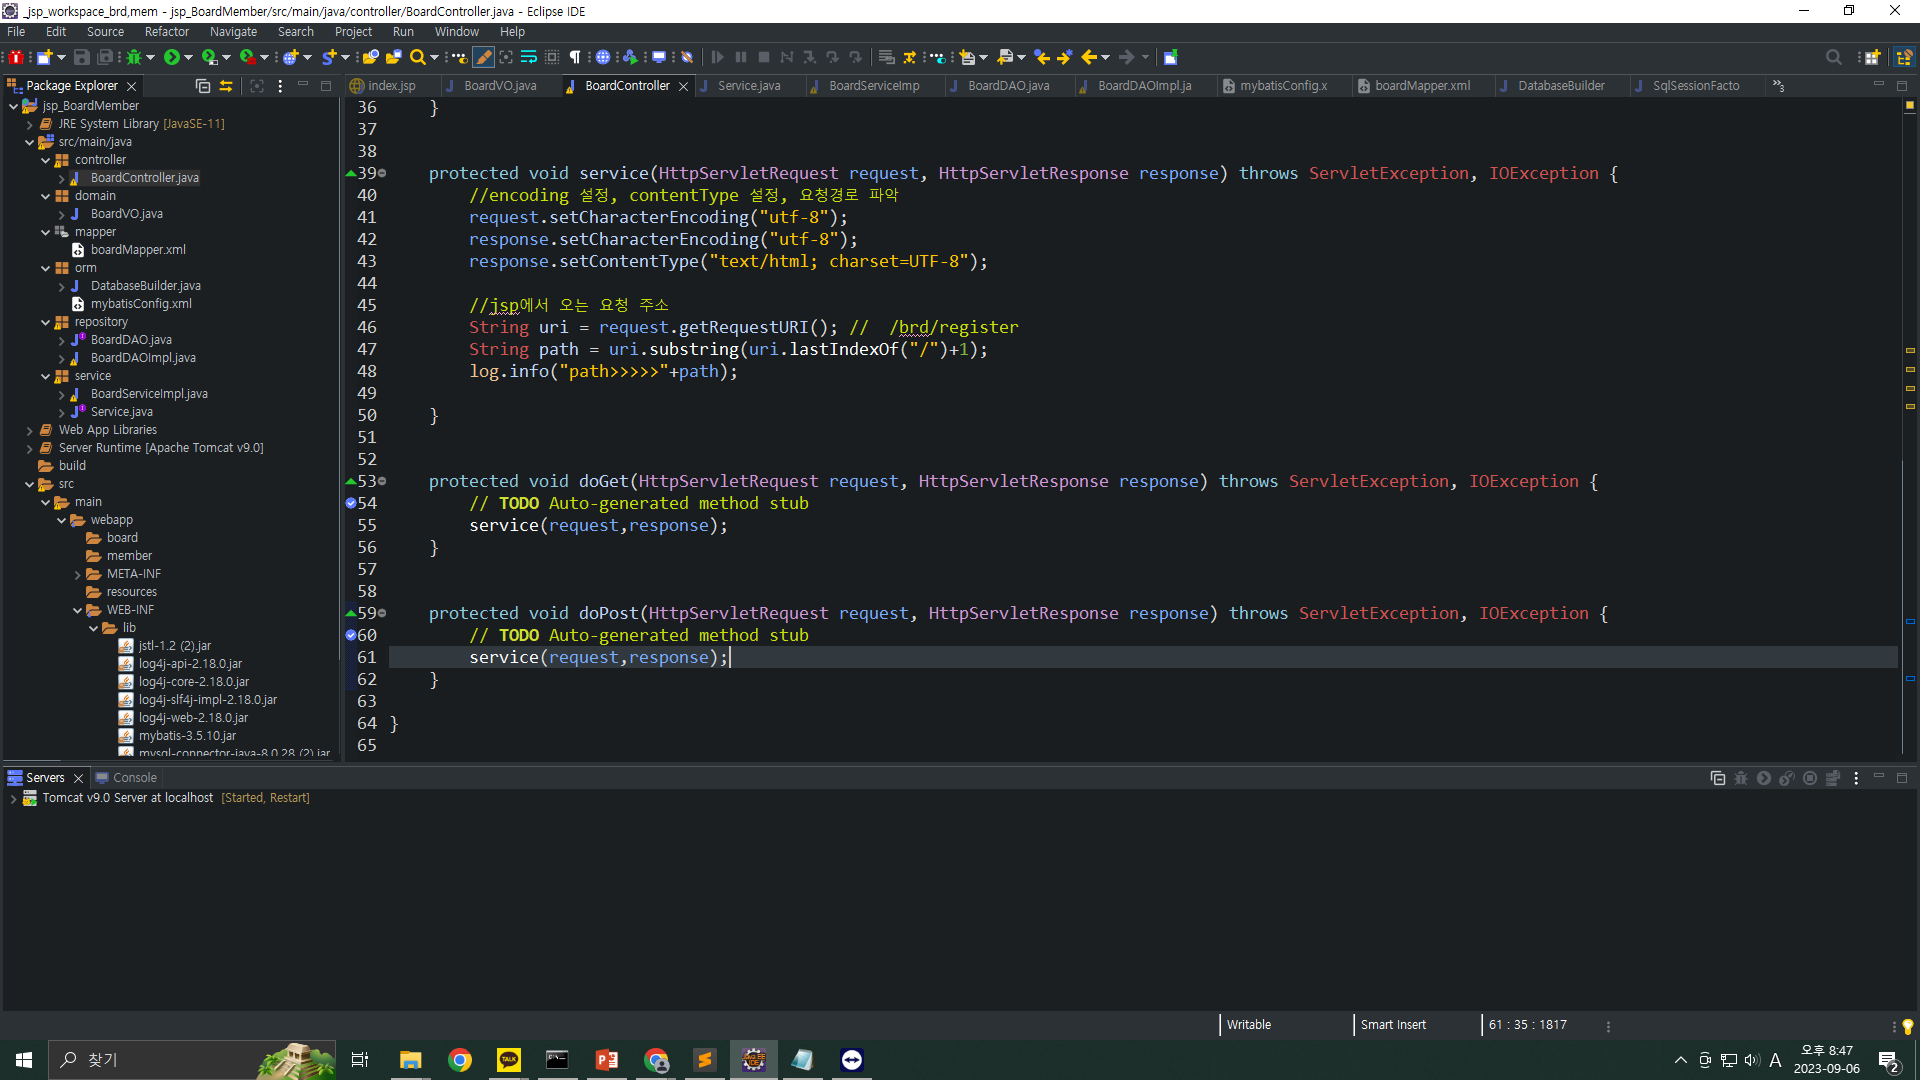 _jsp_workspace_brd,mem - jsp_BoardMember/src/main/java/controller/BoardController.java - Eclipse IDE
File Edit Source Refactor Navigate Search Project Run Window Help
Package Explorer
index.jsp BoardVO.java BoardController Service.java BoardServiceImp BoardDAO.java BoardDAOImpl.ja mybatisConfig.x boardMapper.xml DatabaseBuilder SqlSessionFacto
jsp_BoardMember
JRE System Library [JavaSE-11]
src/main/java
controller
BoardController.java
domain
BoardVO.java
mapper
boardMapper.xml
orm
DatabaseBuilder.java
mybatisConfig.xml
repository
BoardDAO.java
BoardDAOImpl.java
service
BoardServiceImpl.java
Service.java
Web App Libraries
Server Runtime [Apache Tomcat v9.0]
build
src
main
webapp
board
member
META-INF
resources
WEB-INF
lib
jstl-1.2 (2).jar
log4j-api-2.18.0.jar
log4j-core-2.18.0.jar
log4j-slf4j-impl-2.18.0.jar
log4j-web-2.18.0.jar
mybatis-3.5.10.jar
mysql-connector-java-8.0.28 (2).jar
36 }
37
38
39 protected void service(HttpServletRequest request, HttpServletResponse response) throws ServletException, IOException {
40 //encoding 설정, contentType 설정, 요청경로 파악
41 request.setCharacterEncoding("utf-8");
42 response.setCharacterEncoding("utf-8");
43 response.setContentType("text/html; charset=UTF-8");
44
45 //jsp에서 오는 요청 주소
46 String uri = request.getRequestURI(); //  /brd/register
47 String path = uri.substring(uri.lastIndexOf("/")+1);
48 log.info("path>>>>>"+path);
49
50 }
51
52
53 protected void doGet(HttpServletRequest request, HttpServletResponse response) throws ServletException, IOException {
54 // TODO Auto-generated method stub
55 service(request,response);
56 }
57
58
59 protected void doPost(HttpServletRequest request, HttpServletResponse response) throws ServletException, IOException {
60 // TODO Auto-generated method stub
61 service(request,response);
62 }
63
64 }
65
Servers Console
Tomcat v9.0 Server at localhost [Started, Restart]
Writable Smart Insert 61 : 35 : 1817
찾기
TALK
A
오후 8:47
2023-09-06
2